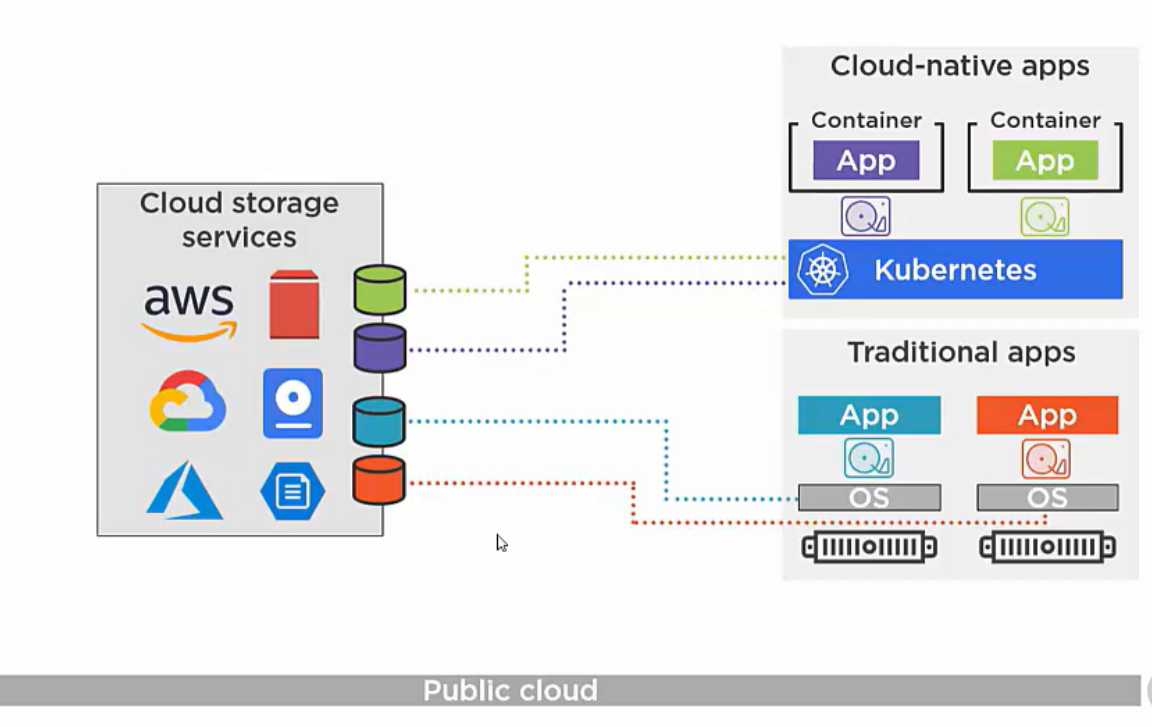 Cloud-native apps
Container
Container
App
App
Kubernetes
Cloud storage
services
aws
Traditional apps
App
App
OS
OS
Public cloud